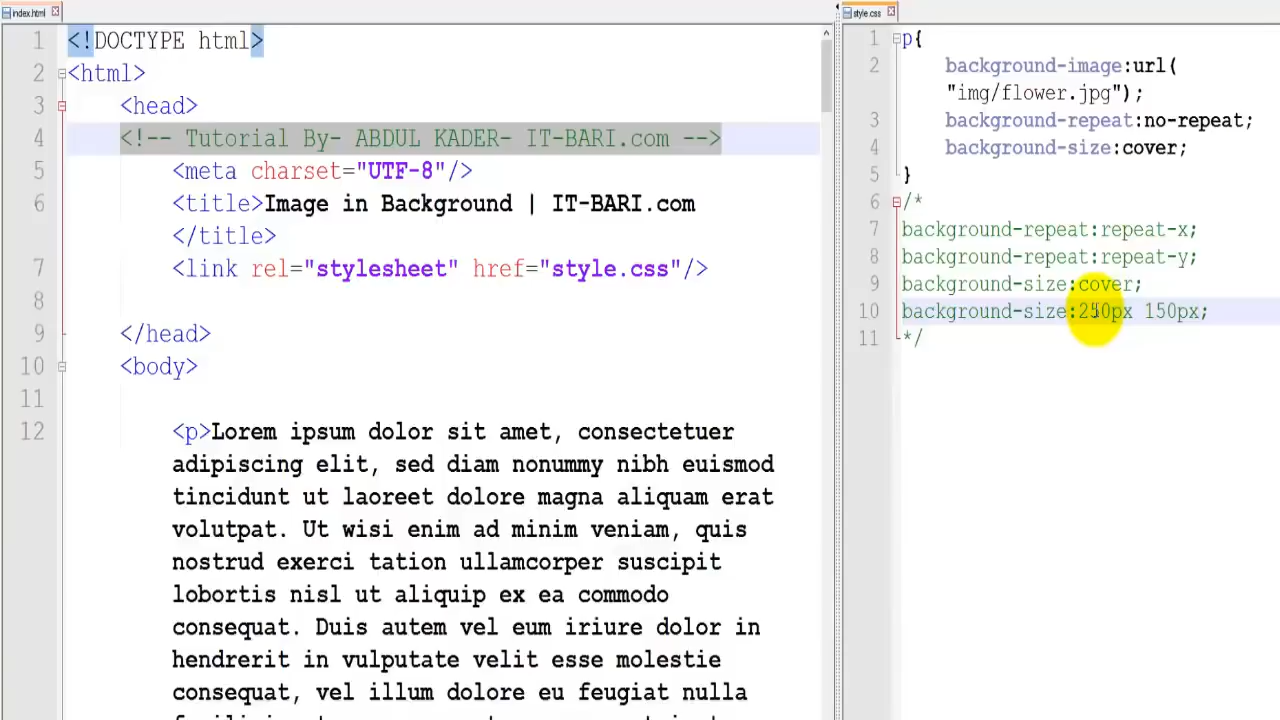 index.html
1 <!DOCTYPE html>
2 <html>
3 <head>
4 <!-- Tutorial By- ABDUL KADER- IT-BARI.com -->
5 <meta charset="UTF-8"/>
6 <title>Image in Background | IT-BARI.com
</title>
7 <link rel="stylesheet" href="style.css"/>
8
9 </head>
10 <body>
11
12 <p>Lorem ipsum dolor sit amet, consectetuer
adipiscing elit, sed diam nonummy nibh euismod
tincidunt ut laoreet dolore magna aliquam erat
volutpat. Ut wisi enim ad minim veniam, quis
nostrud exerci tation ullamcorper suscipit
lobortis nisl ut aliquip ex ea commodo
consequat. Duis autem vel eum iriure dolor in
hendrerit in vulputate velit esse molestie
consequat, vel illum dolore eu feugiat nulla
style.css
1 p{
2 background-image:url(
"img/flower.jpg");
3 background-repeat:no-repeat;
4 background-size:cover;
5 }
6 /*
7 background-repeat:repeat-x;
8 background-repeat:repeat-y;
9 background-size:cover;
10 background-size:250px 150px;
11 */